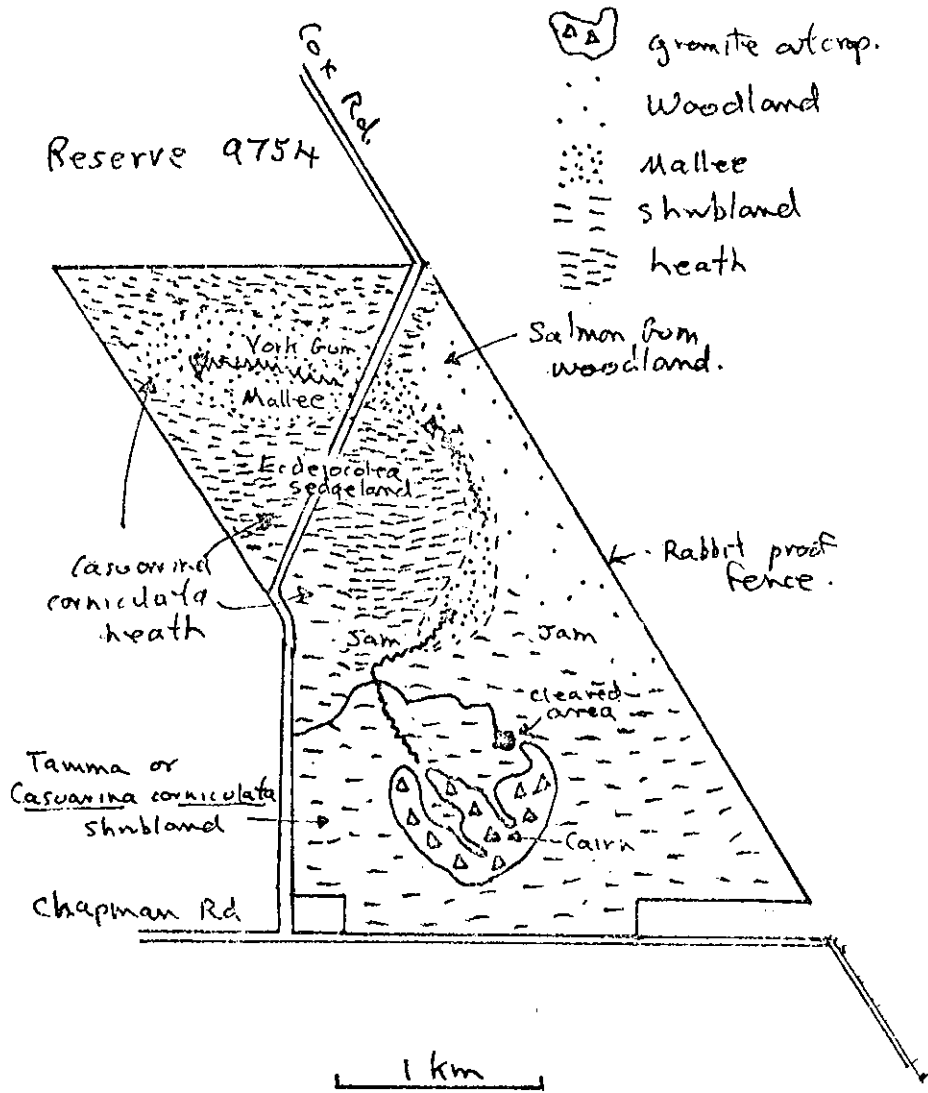 Cox Rd.
granite outcrop.
Woodland
Mallee
shrubland
heath
Reserve 9754
Salmon Gum
woodland.
York Gum
Mallee
Ecdeiocolea
sedgeland
Rabbit proof
fence.
Casuarina
corniculata
heath
Jam
Jam
cleared
area
Tamma or
Casuarina corniculata
shrubland
Cairn
Chapman Rd
1 km